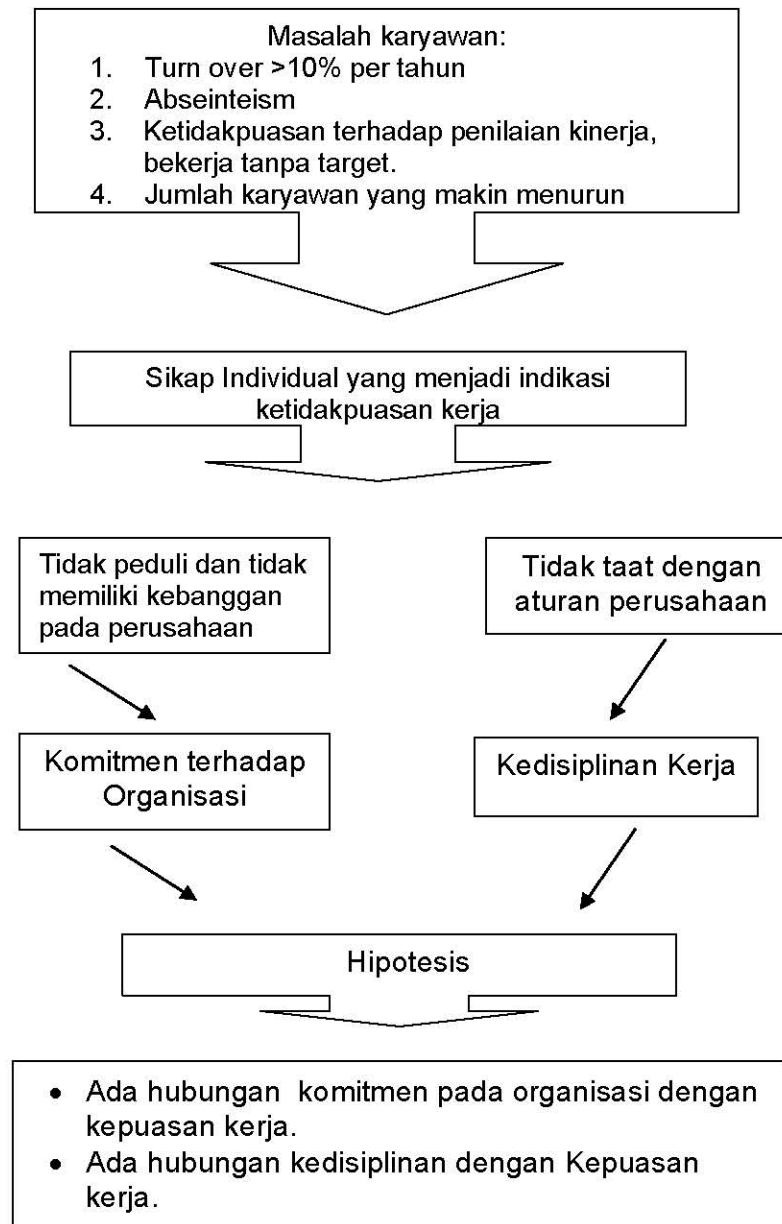 Masalah karyawan:
1. Turn over >10% per tahun
2. Abseinteism
3. Ketidakpuasan terhadap penilaian kinerja,
bekerja tanpa target.
4. Jumlah karyawan yang makin menurun
Sikap Individual yang menjadi indikasi
ketidakpuasan kerja
Tidak peduli dan tidak
memiliki kebanggan
pada perusahaan
Tidak taat dengan
aturan perusahaan
Komitmen terhadap
Organisasi
Kedisiplinan Kerja
Hipotesis
• Ada hubungan komitmen pada organisasi dengan
kepuasan kerja.
• Ada hubungan kedisiplinan dengan Kepuasan
kerja.